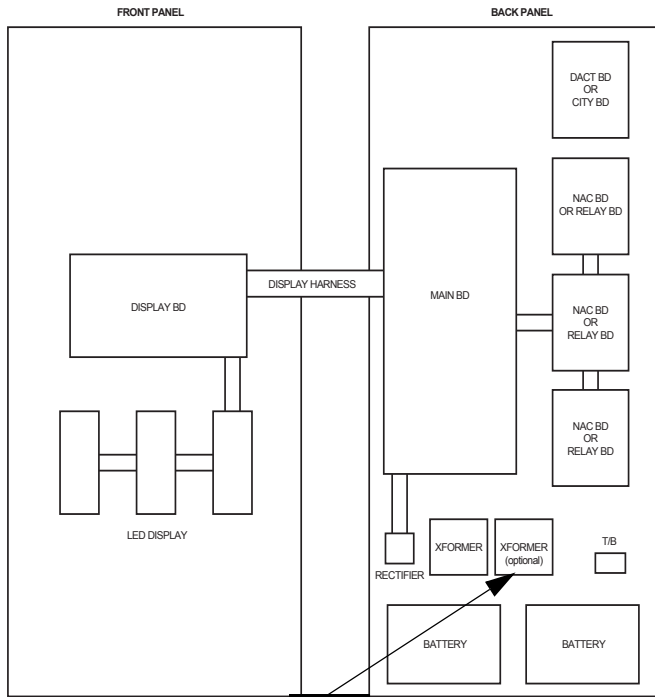 FRONT PANEL
BACK PANEL
DACT BD
OR
CITY BD
NAC BD
OR RELAY BD
DISPLAY HARNESS
DISPLAY BD
MAIN BD
NAC BD
OR
RELAY BD
NAC BD
OR
RELAY BD
LED DISPLAY
RECTIFIER
XFORMER
XFORMER
(optional)
T/B
BATTERY
BATTERY